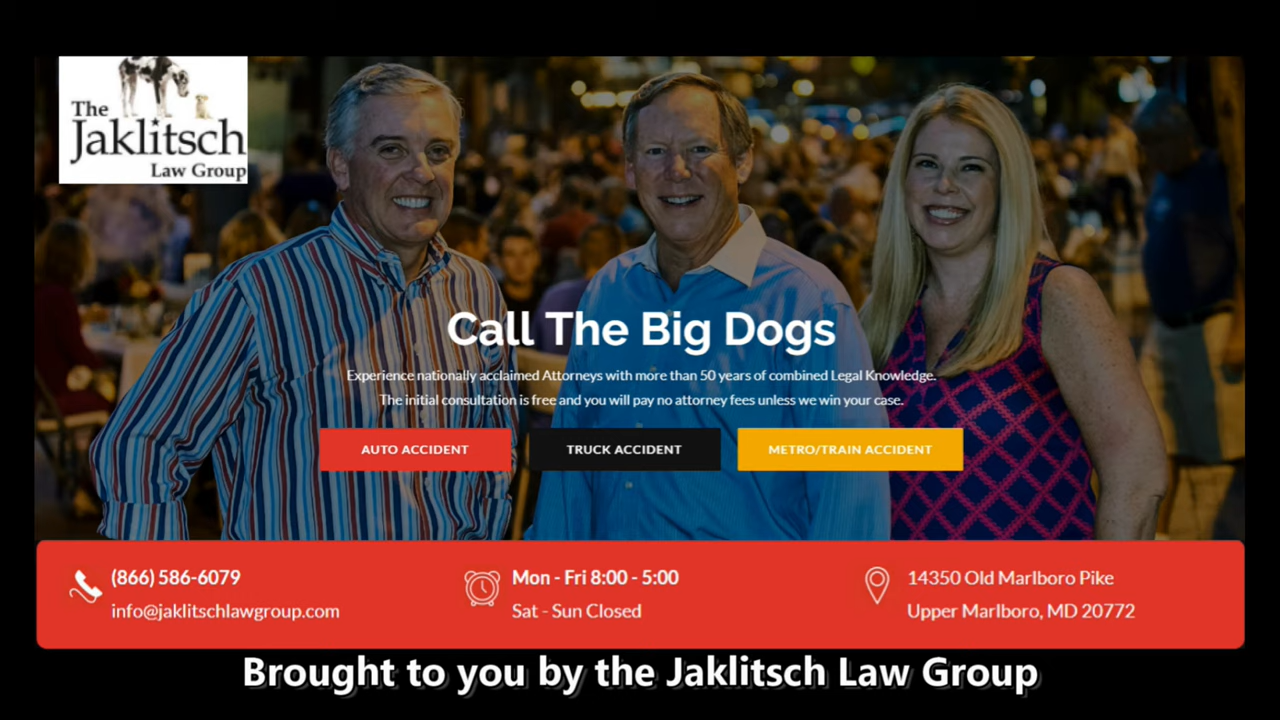 The
Jaklitsch
Law Group
Call The Big Dogs
Experience nationally acclaimed Attorneys with more than 50 years of combined Legal Knowledge.
The initial consultation is free and you will pay no attorney fees unless we win your case.
AUTO ACCIDENT
TRUCK ACCIDENT
METRO/TRAIN ACCIDENT
(866) 586-6079
info@jaklitschlawgroup.com
Mon - Fri 8:00 - 5:00
Sat - Sun Closed
14350 Old Marlboro Pike
Upper Marlboro, MD 20772
Brought to you by the Jaklitsch Law Group